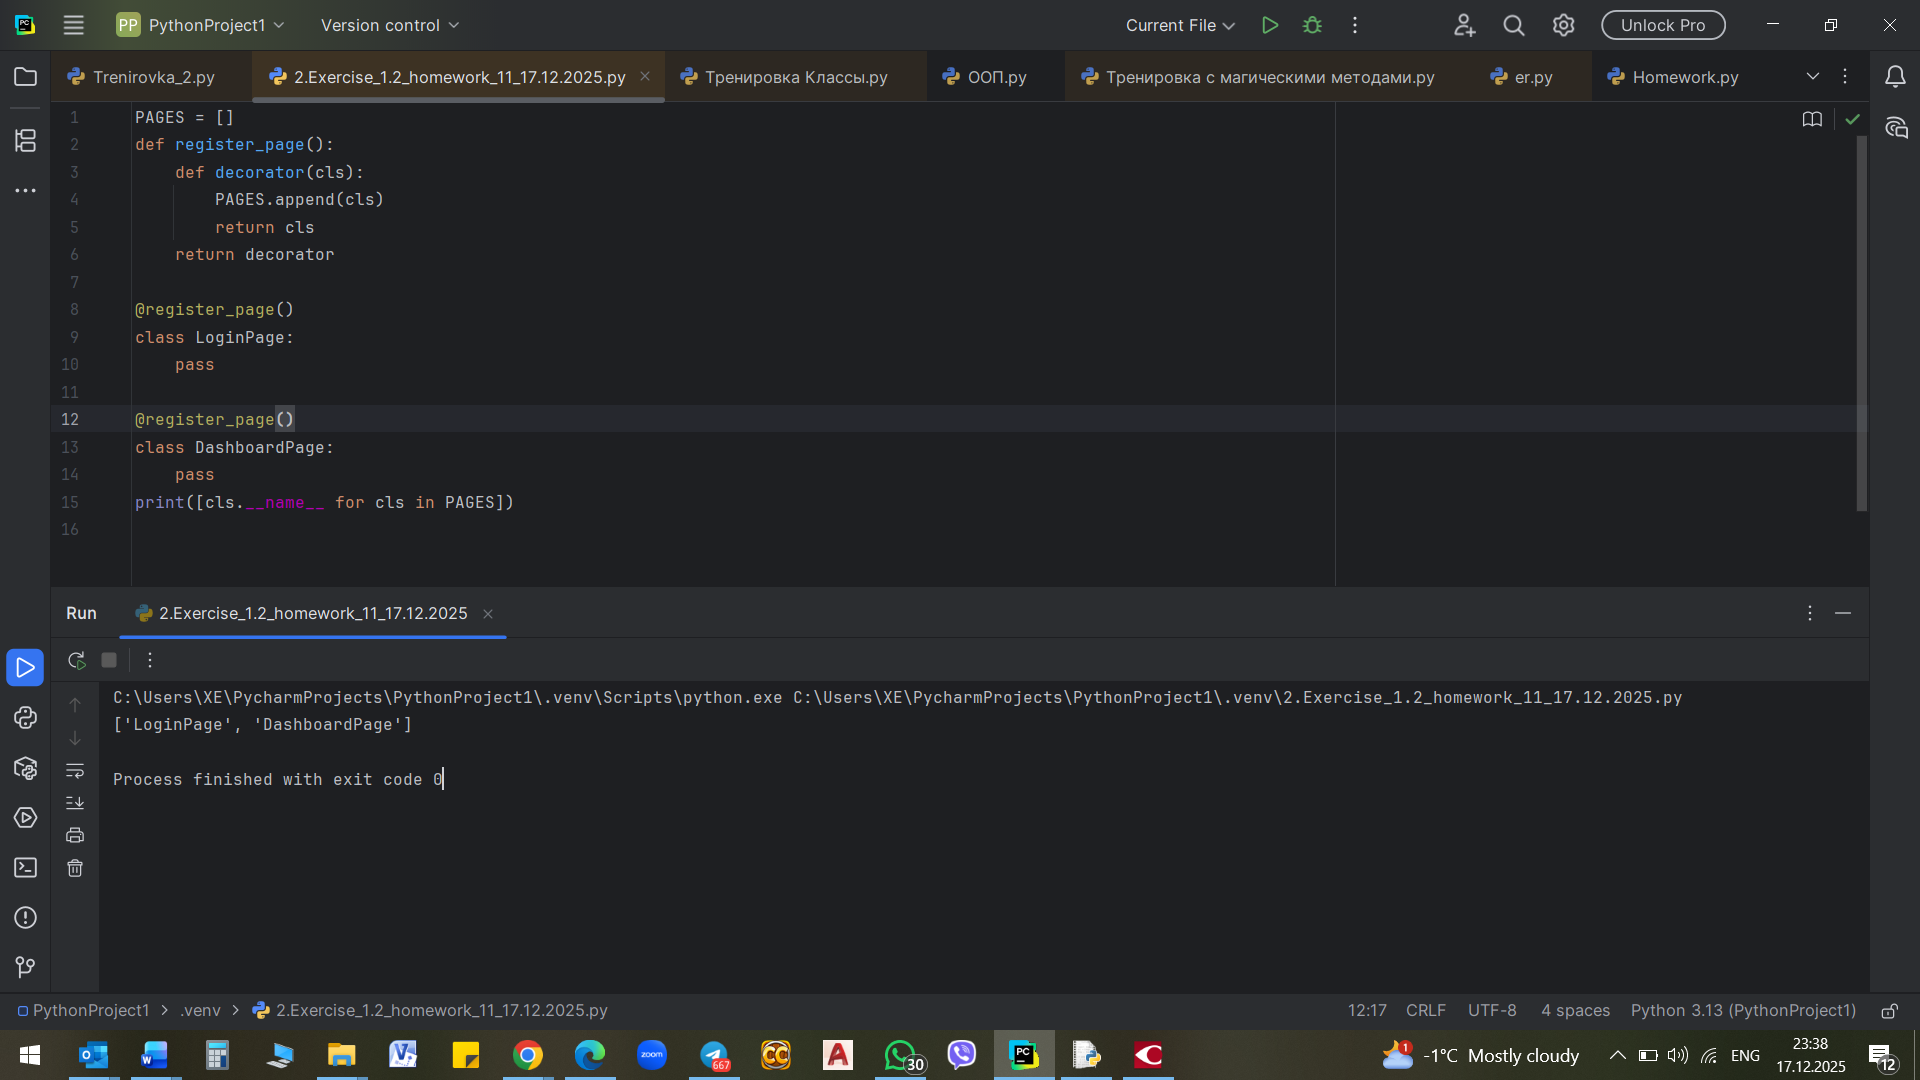 PP PythonProject1 Version control Current File Unlock Pro
Trenirovka_2.py 2.Exercise_1.2_homework_11_17.12.2025.py Тренировка Классы.py ООП.py Тренировка с магическими методами.py er.py Homework.py
1 PAGES = []
2 def register_page():
3 def decorator(cls):
4 PAGES.append(cls)
5 return cls
6 return decorator
7
8 @register_page()
9 class LoginPage:
10 pass
11
12 @register_page()
13 class DashboardPage:
14 pass
15 print([cls.__name__ for cls in PAGES])
16
Run 2.Exercise_1.2_homework_11_17.12.2025
C:\Users\XE\PycharmProjects\PythonProject1\.venv\Scripts\python.exe C:\Users\XE\PycharmProjects\PythonProject1\.venv\2.Exercise_1.2_homework_11_17.12.2025.py
['LoginPage', 'DashboardPage']
Process finished with exit code 0
PythonProject1 > .venv > 2.Exercise_1.2_homework_11_17.12.2025.py 12:17 CRLF UTF-8 4 spaces Python 3.13 (PythonProject1)
zoom 667 30 PC 1 -1°C Mostly cloudy ENG 23:38
17.12.2025 12